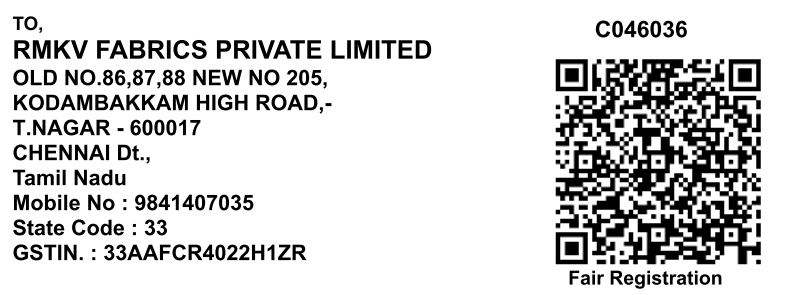 TO,
RMKV FABRICS PRIVATE LIMITED
OLD NO.86,87,88 NEW NO 205,
KODAMBAKKAM HIGH ROAD,-
T.NAGAR - 600017
CHENNAI Dt.,
Tamil Nadu
Mobile No : 9841407035
State Code : 33
GSTIN. : 33AAFCR4022H1ZR
C046036
Fair Registration